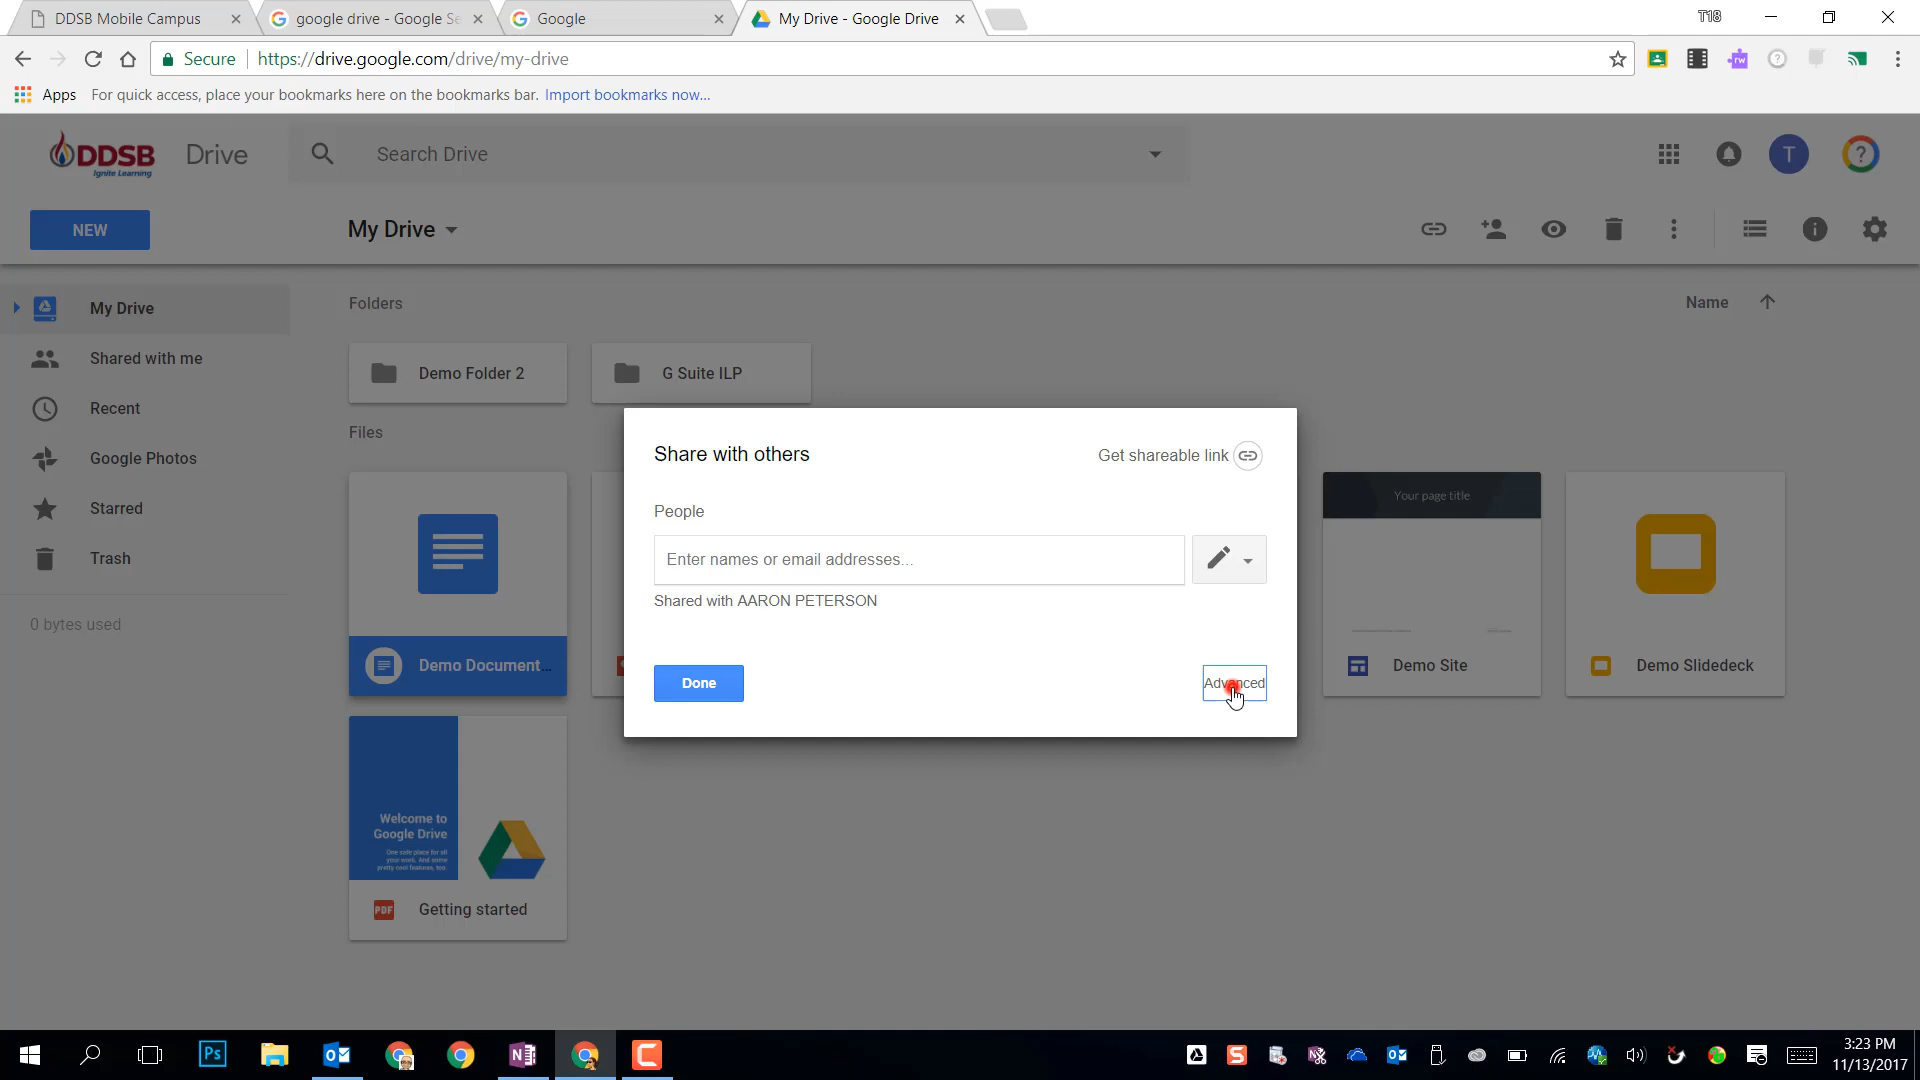 DDSB Mobile Campus
google drive - Google Se
Google
My Drive - Google Drive
T18
Secure
https://drive.google.com/drive/my-drive
rw
Apps
For quick access, place your bookmarks here on the bookmarks bar.
Import bookmarks now...
DDSB
Ignite Learning
Drive
Search Drive
T
?
NEW
My Drive
My Drive
Shared with me
Recent
Google Photos
Starred
Trash
0 bytes used
Folders
Name
Demo Folder 2
G Suite ILP
Files
Demo Document...
Your page title
Demo Site
Demo Slidedeck
Welcome to
Google Drive
One safe place for all
your work. And some
pretty cool features, too.
PDF
Getting started
Share with others
Get shareable link
People
Enter names or email addresses...
Shared with AARON PETERSON
Done
Advanced
Ps
3:23 PM
11/13/2017